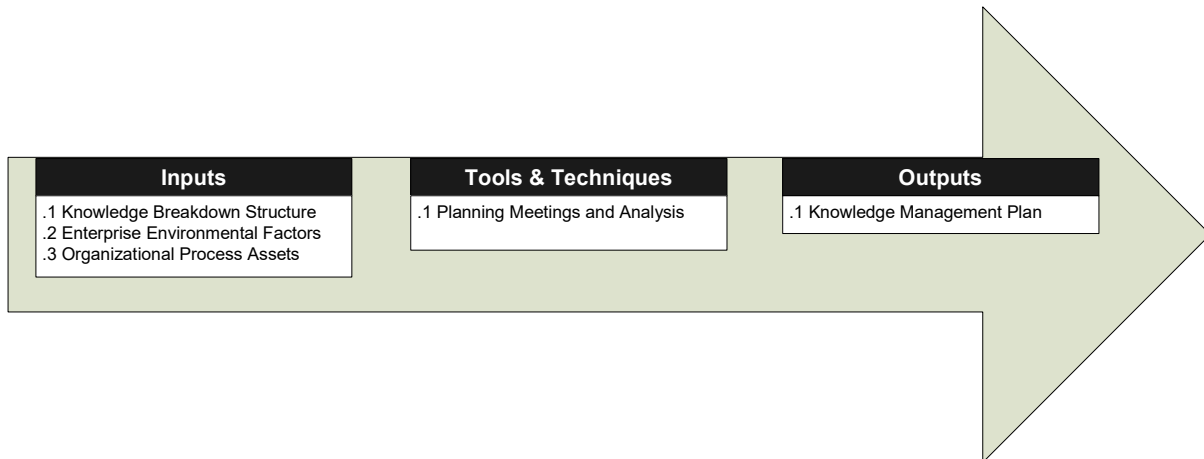 Inputs
.1 Knowledge Breakdown Structure
.2 Enterprise Environmental Factors
.3 Organizational Process Assets
Tools & Techniques
.1 Planning Meetings and Analysis
Outputs
.1 Knowledge Management Plan